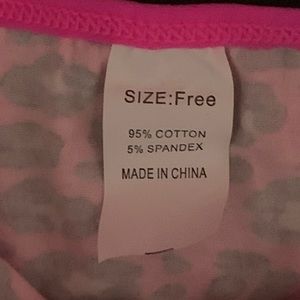 SIZE:Free
95% COTTON
5% SPANDEX
MADE IN CHINA